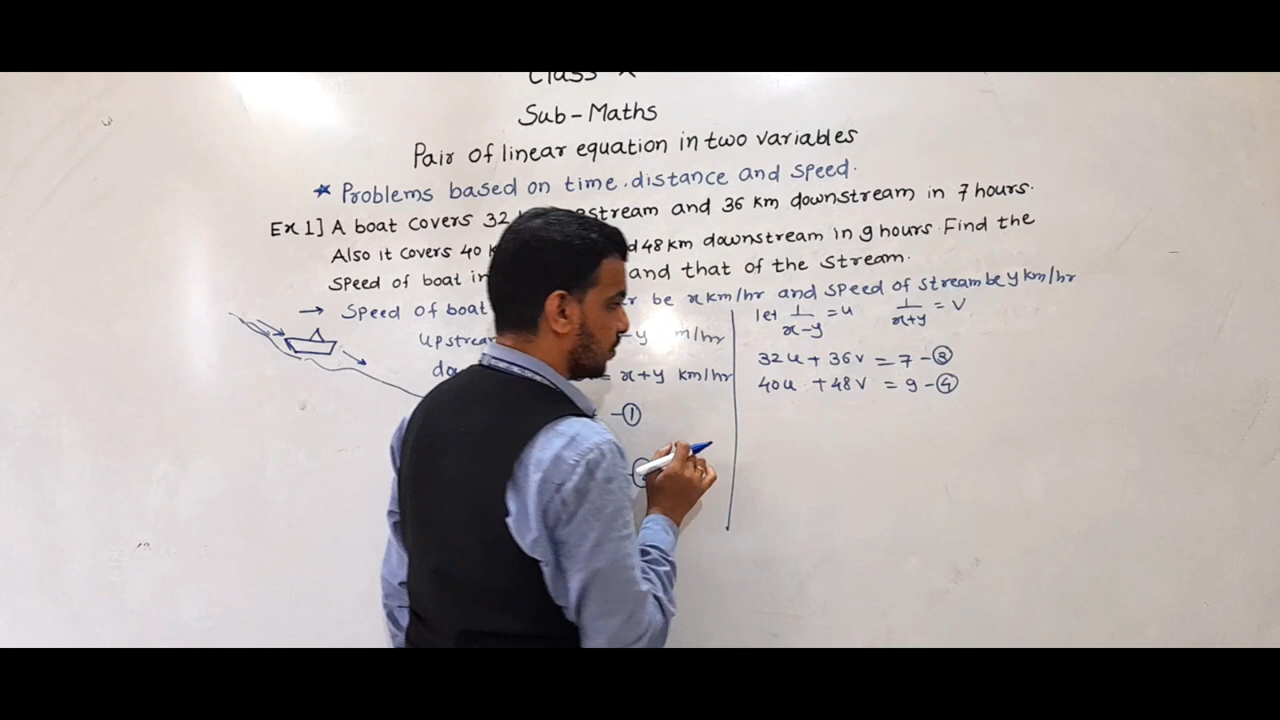 Class X
Sub-Maths
Pair of linear equation in two variables
* Problems based on time, distance and speed.
Ex 1] A boat covers 32 stream and 36 km downstream in 7 hours.
Also it covers 40 48 km downstream in 9 hours. Find the
speed of boat in and that of the stream.
→ Speed of boat be x km/hr and speed of stream be y km/hr
let 1/(x-y) = u 1/(x+y) = v
- y m/hr
32u + 36v = 7 - ③
= x+y km/hr
40u + 48v = 9 - ④
- ①